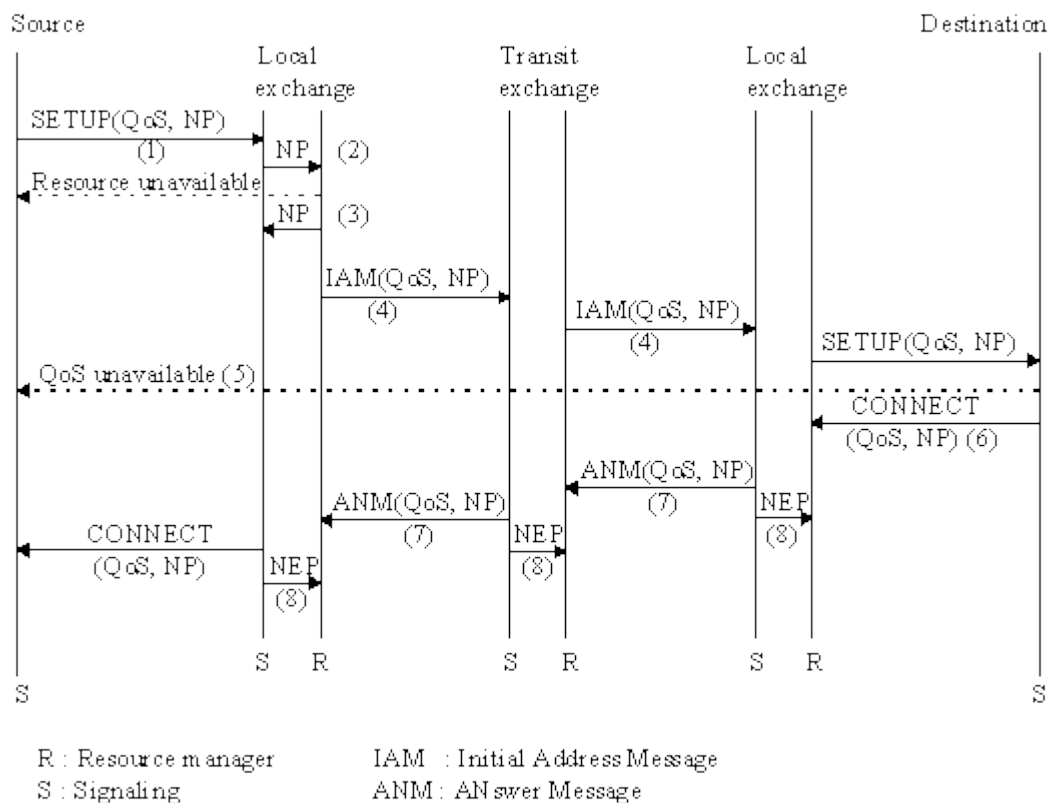 Source Destination
Local Transit Local
exchange exchange exchange
SETUP(QoS, NP)
(1) NP (2)
Resource unavailable
NP (3)
IAM(QoS, NP)
(4) IAM(QoS, NP)
(4) SETUP(QoS, NP)
QoS unavailable (5)
CONNECT
(QoS, NP) (6)
ANM(QoS, NP)
ANM(QoS, NP) (7) NEP
CONNECT (7) NEP (8)
(QoS, NP) NEP (8)
(8)
S R S R S R
S S
R : Resource manager IAM : Initial Address Message
S : Signaling ANM : ANswer Message